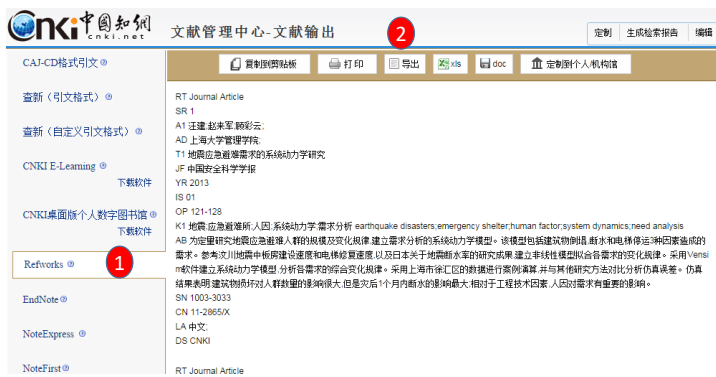 Cnki中国知网
cnki.net
文献管理中心-文献输出
2
定制 生成检索报告 编辑
CAJ-CD格式引文
复制到剪贴板 打印 导出 xls doc 定制到个人/机构馆
查新（引文格式）
查新（自定义引文格式）
CNKI E-Learning
下载软件
CNKI桌面版个人数字图书馆
下载软件
Refworks
1
EndNote
NoteExpress
NoteFirst
RT Journal Article
SR 1
A1 汪建;赵来军;顾彩云;
AD 上海大学管理学院;
T1 地震应急避难需求的系统动力学研究
JF 中国安全科学学报
YR 2013
IS 01
OP 121-128
K1 地震;应急避难所;人因;系统动力学;需求分析 earthquake disasters;emergency shelter;human factor;system dynamics;need analysis
AB 为定量研究地震应急避难人群的规模及变化规律,建立需求分析的系统动力学模型。该模型包括建筑物倒塌,断水和电梯停运3种因素造成的
需求。参考汶川地震中板房建设速度和电梯修复速度,以及日本关于地震断水率的研究成果,建立非线性模型拟合各需求的变化规律。采用Vensi
m软件建立系统动力学模型,分析各需求的综合变化规律。采用上海市徐汇区的数据进行案例演算,并与其他研究方法对比分析仿真误差。仿真
结果表明:建筑物损坏对人群数量的影响很大,但是灾后1个月内断水的影响最大;相对于工程技术因素,人因对需求有重要的影响。
SN 1003-3033
CN 11-2865/X
LA 中文;
DS CNKI
RT Journal Article